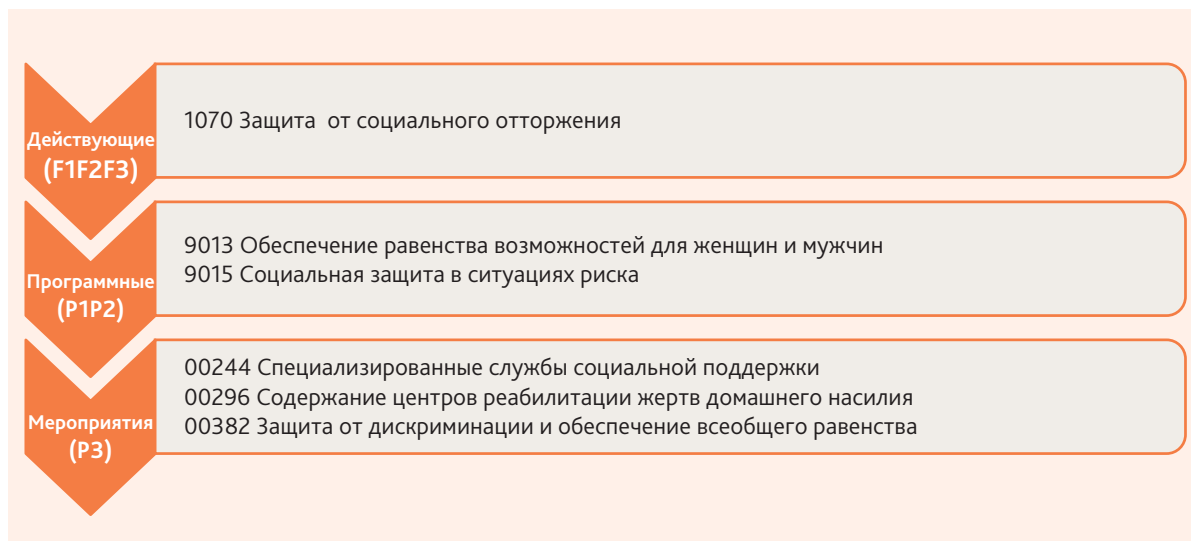 Действующие
(F1F2F3)
1070 Защита от социального отторжения
Программные
(P1P2)
9013 Обеспечение равенства возможностей для женщин и мужчин
9015 Социальная защита в ситуациях риска
Мероприятия
(P3)
00244 Специализированные службы социальной поддержки
00296 Содержание центров реабилитации жертв домашнего насилия
00382 Защита от дискриминации и обеспечение всеобщего равенства